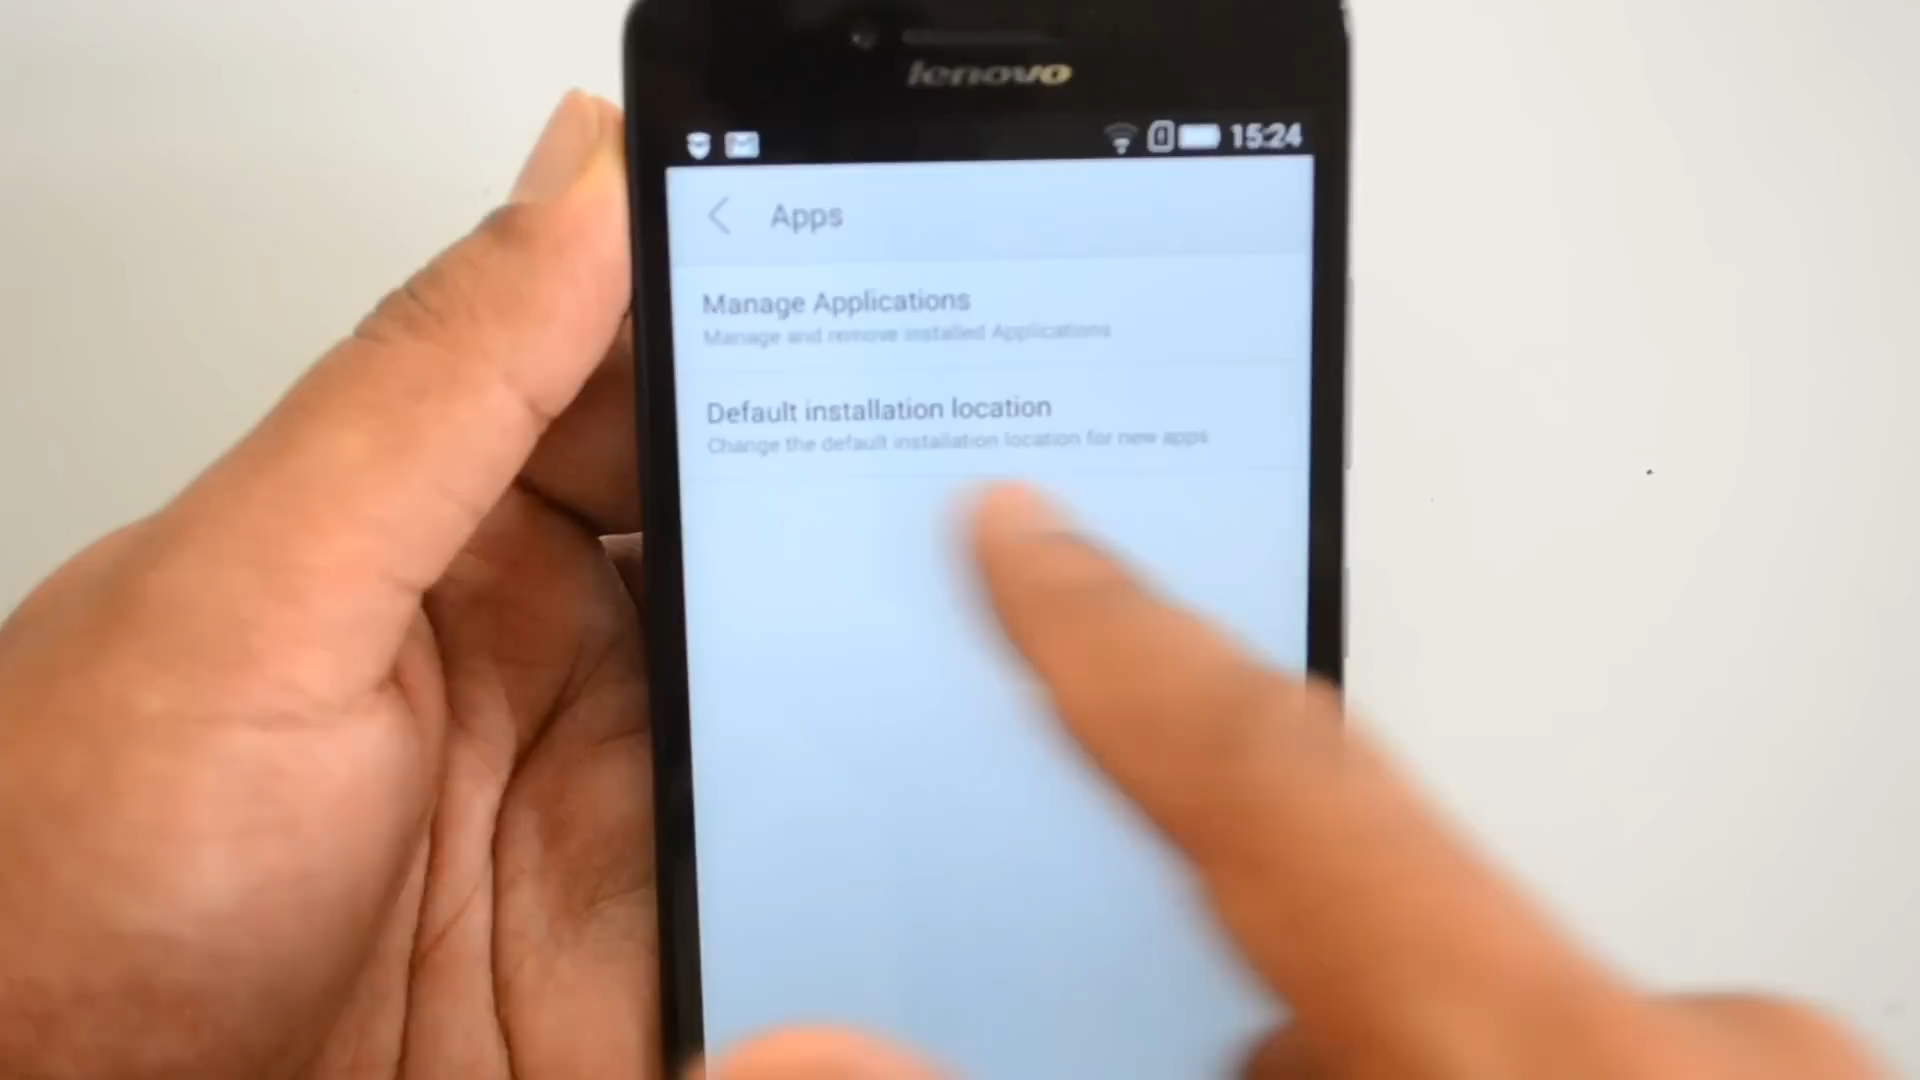 lenovo
15:24
Apps
Manage Applications
Manage and remove installed Applications
Default installation location
Change the default installation location for new apps